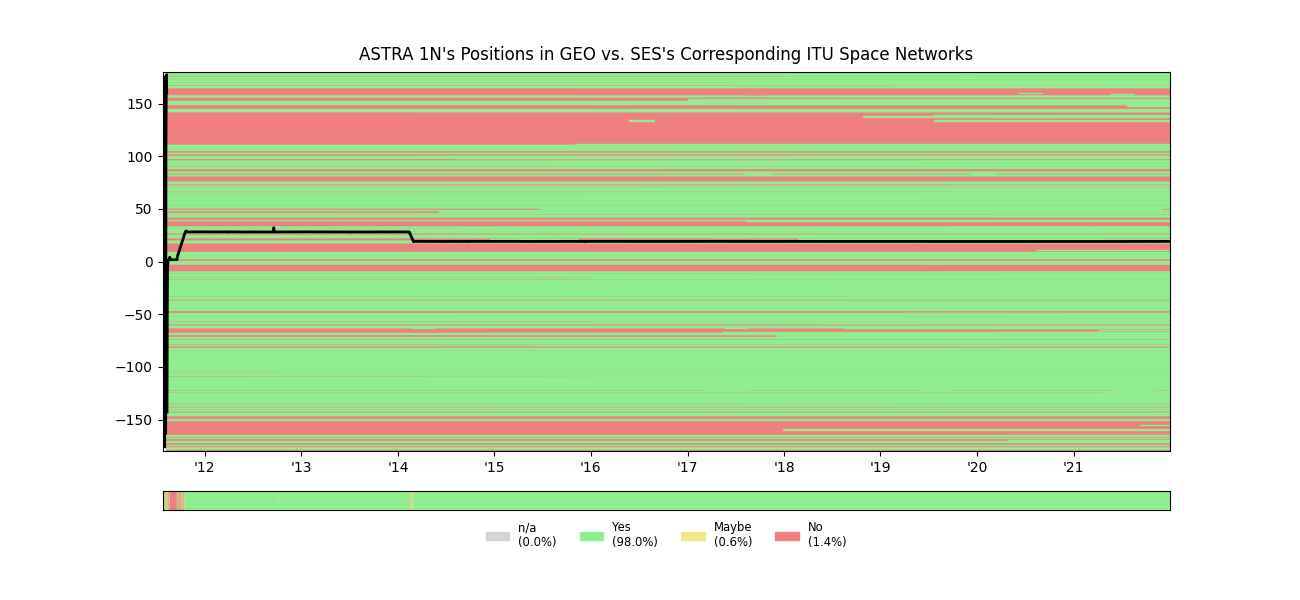 ASTRA 1N's Positions in GEO vs. SES's Corresponding ITU Space Networks
150
100
50
0
−50
−100
−150
'12 '13 '14 '15 '16 '17 '18 '19 '20 '21
n/a Yes Maybe No
(0.0%) (98.0%) (0.6%) (1.4%)